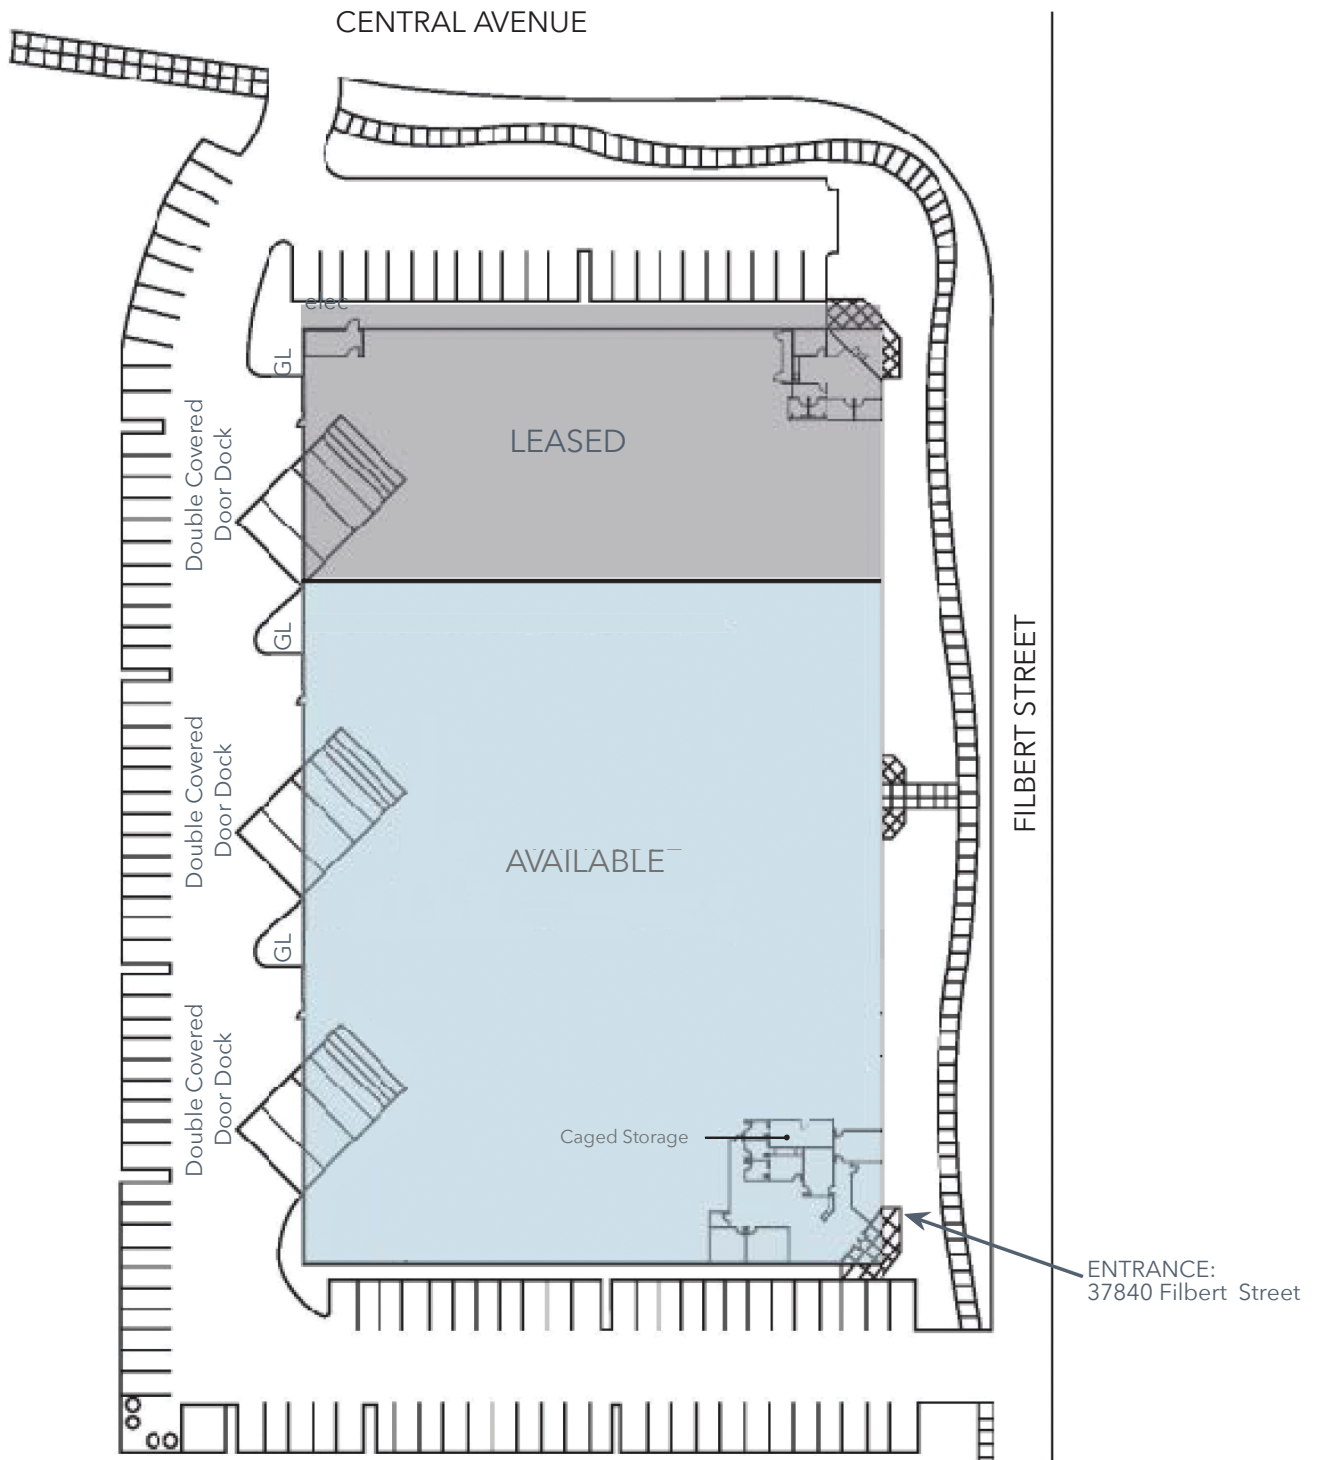 CENTRAL AVENUE
elec
GL
Double Covered
Door Dock
LEASED
GL
FILBERT STREET
Double Covered
Door Dock
AVAILABLE
GL
Double Covered
Door Dock
Caged Storage
ENTRANCE:
37840 Filbert Street